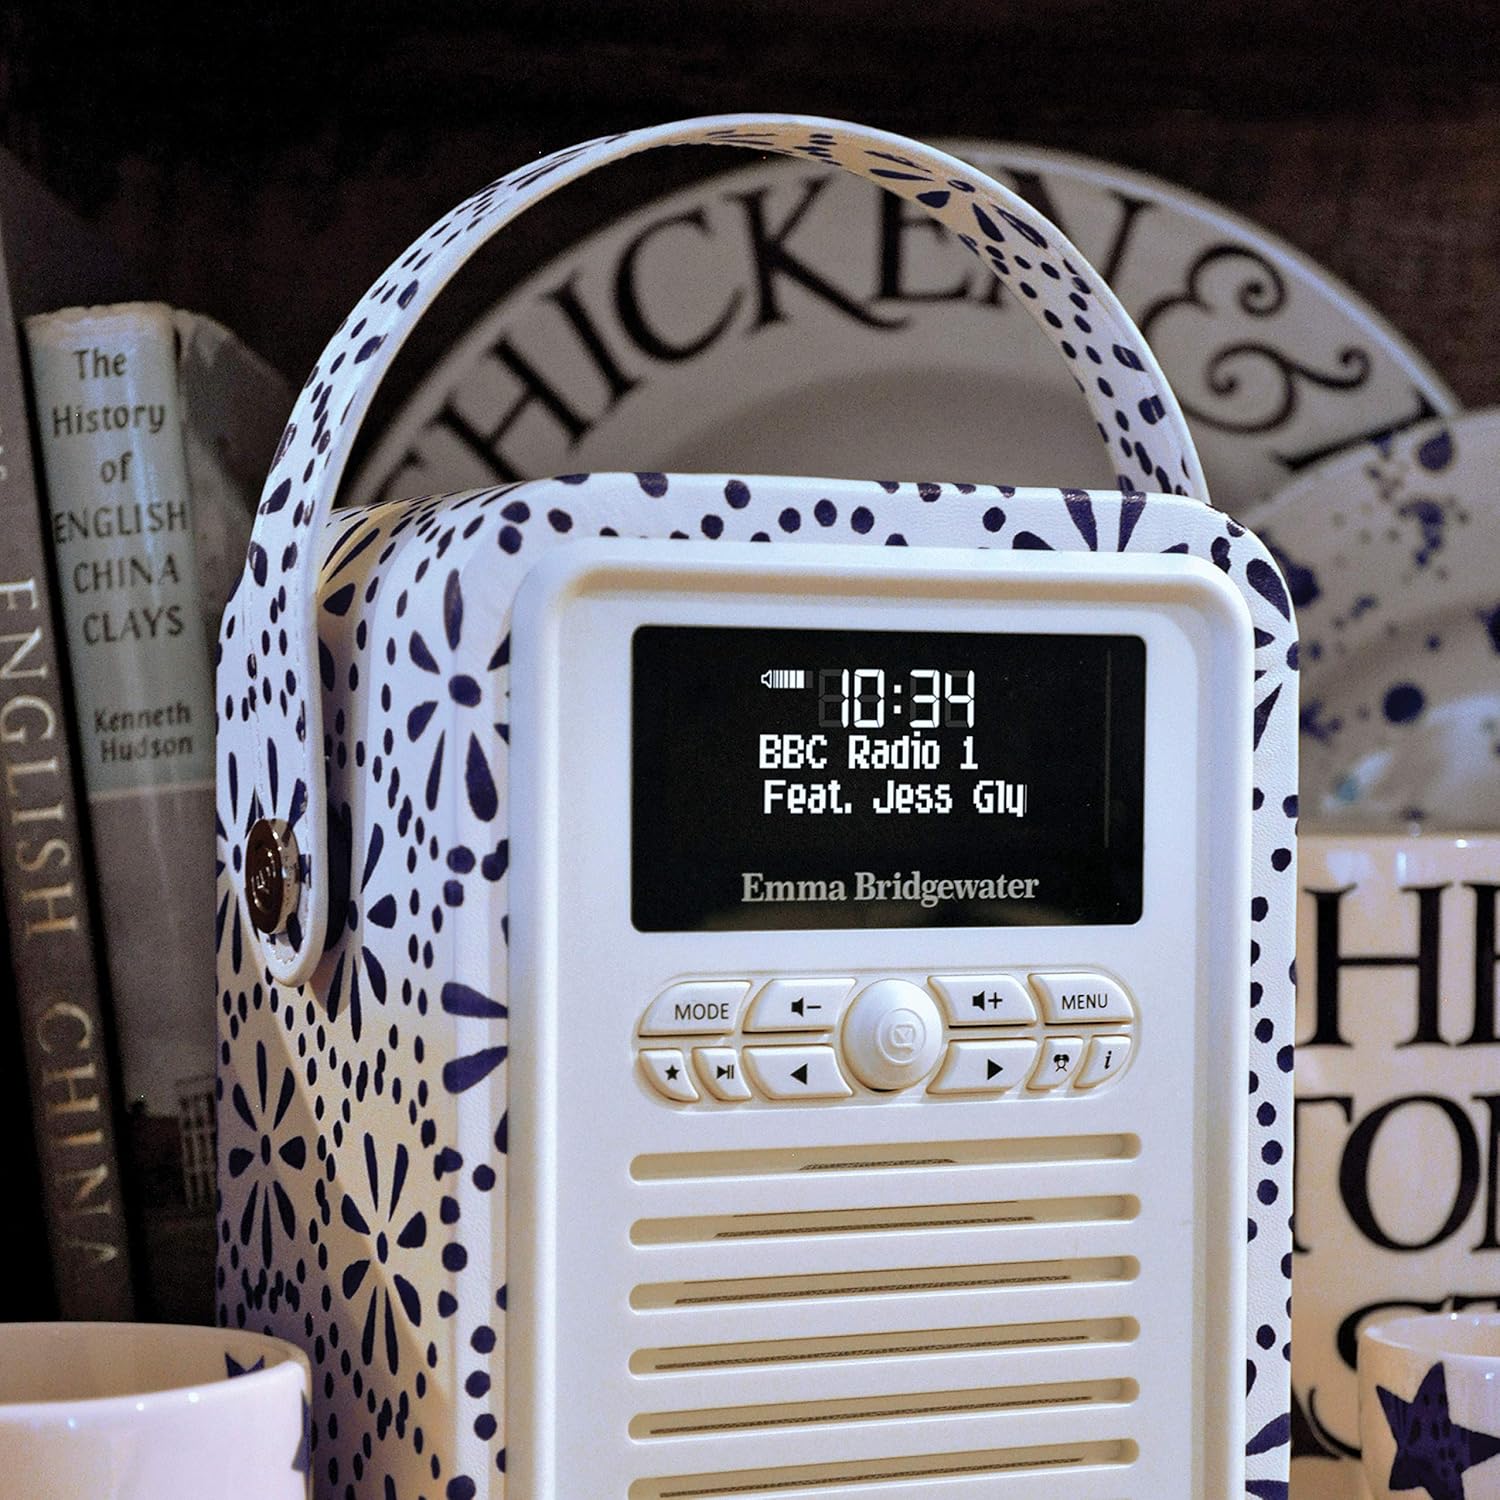 CHICKEN &
The
History
of
ENGLISH
CHINA
CLAYS
Kenneth
Hudson
ENGLISH CHINA
10:34
BBC Radio 1
Feat. Jess Gly
Emma Bridgewater
MODE
MENU
i
HE
TO